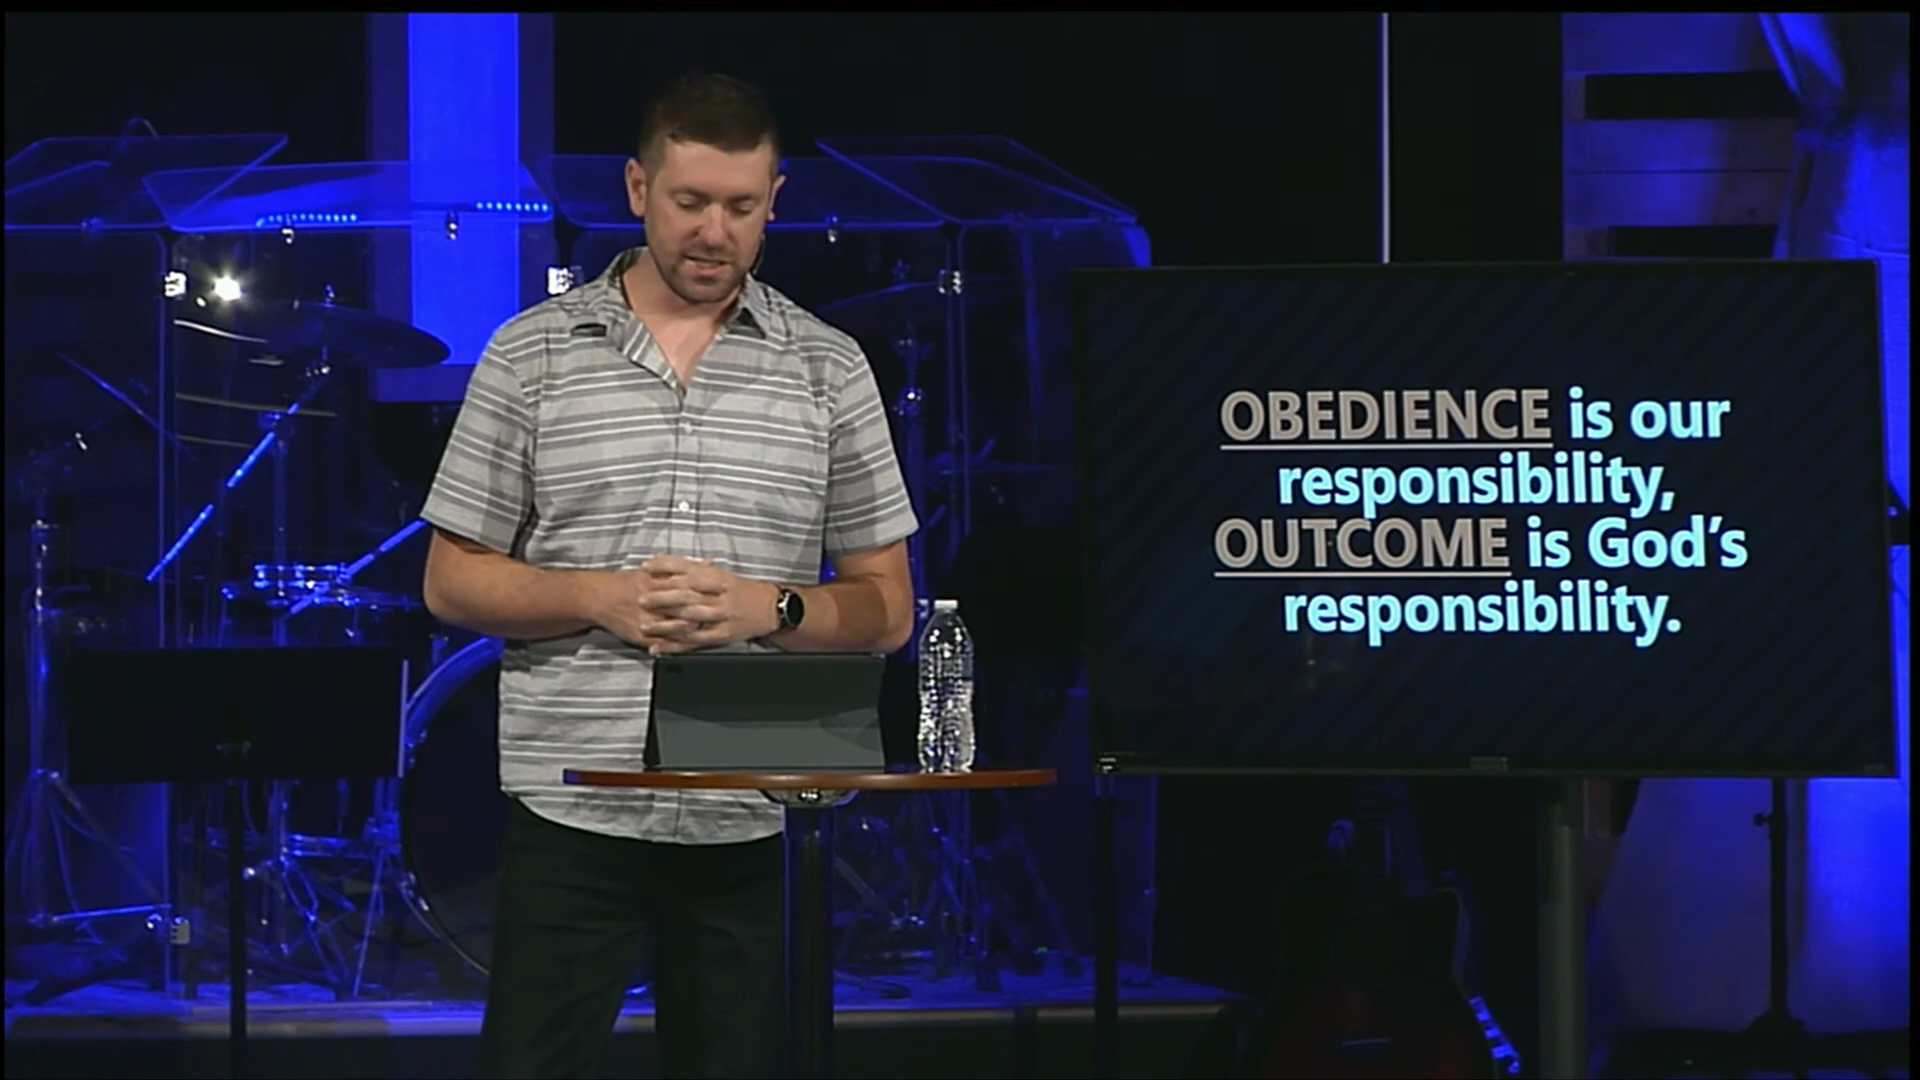 OBEDIENCE is our
responsibility,
OUTCOME is God's
responsibility.